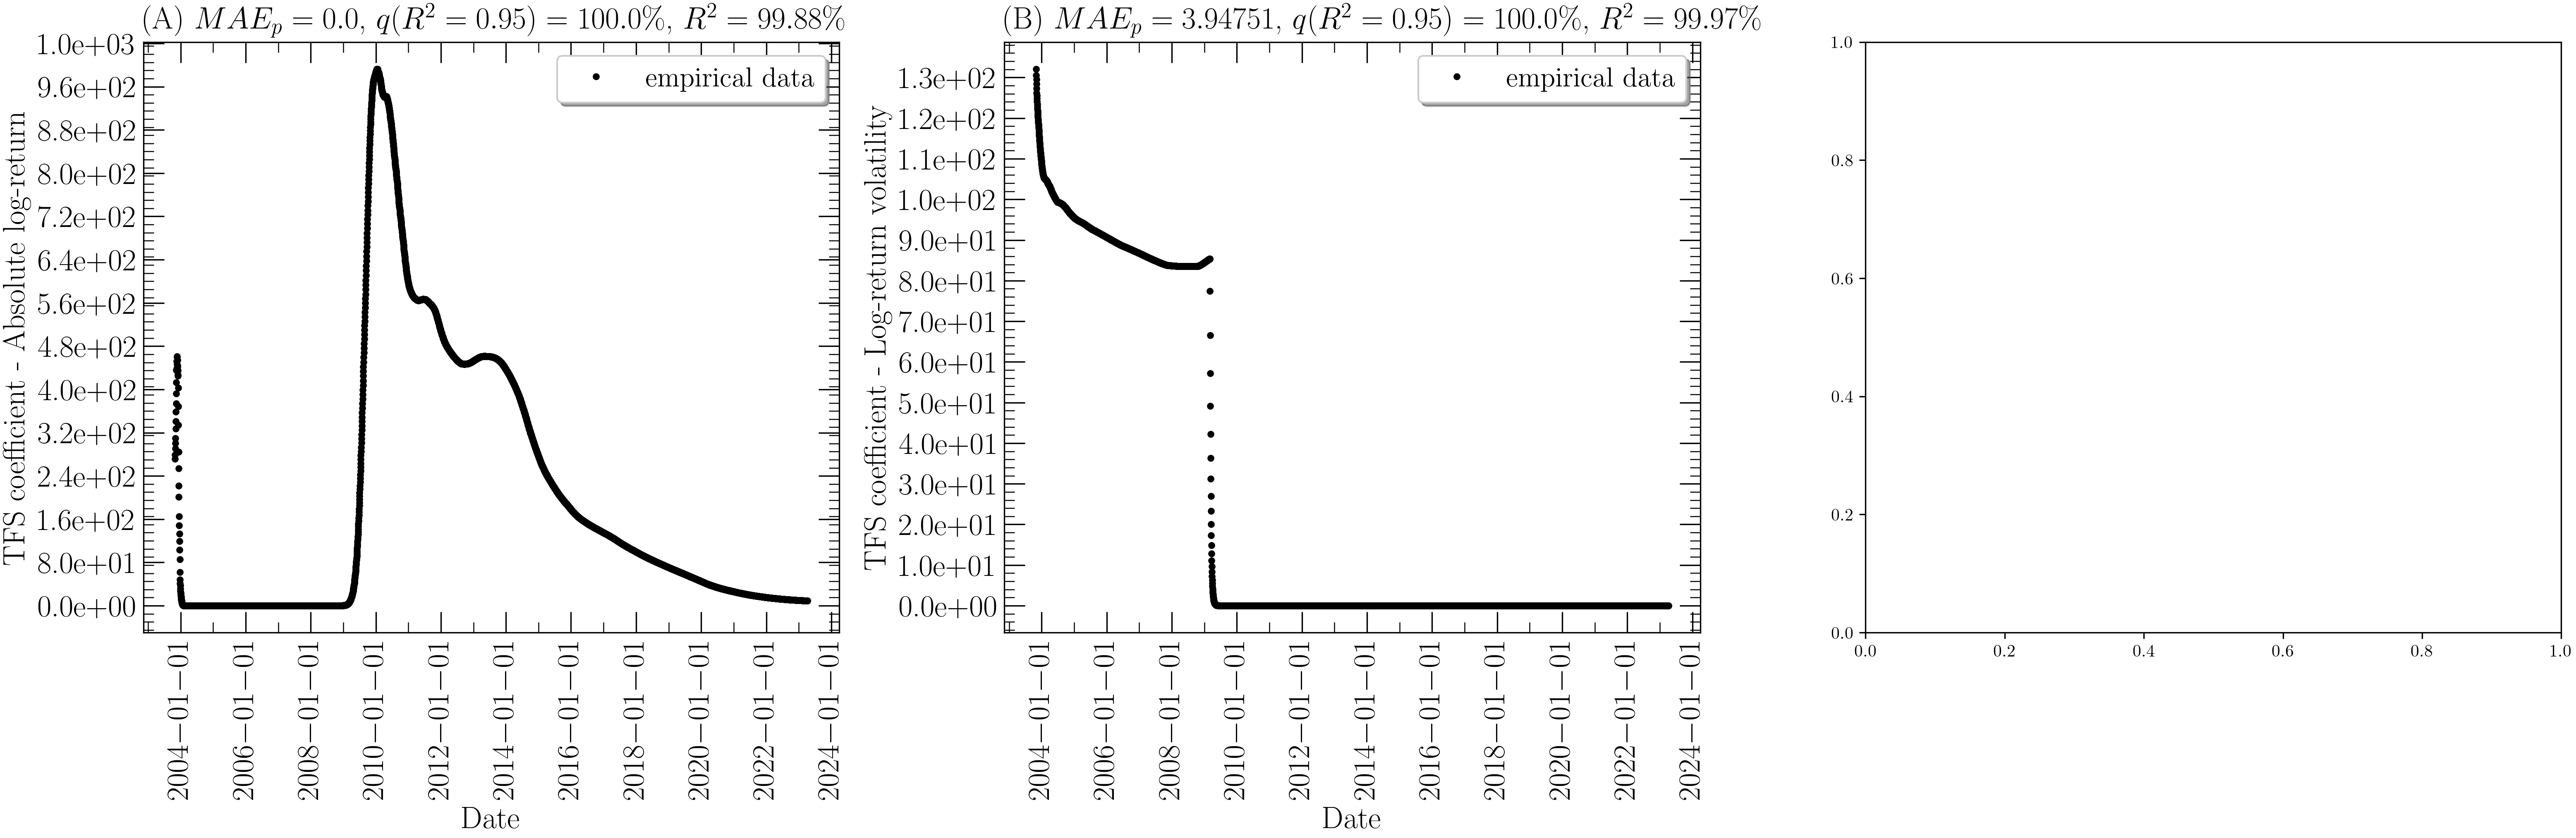 (A) MAE_p = 0.0, q(R^2 = 0.95) = 100.0%, R^2 = 99.88%
TFS coefficient - Absolute log-return
1.0e+03
9.6e+02
8.8e+02
8.0e+02
7.2e+02
6.4e+02
5.6e+02
4.8e+02
4.0e+02
3.2e+02
2.4e+02
1.6e+02
8.0e+01
0.0e+00
empirical data
2004−01−01
2006−01−01
2008−01−01
2010−01−01
2012−01−01
2014−01−01
2016−01−01
2018−01−01
2020−01−01
2022−01−01
2024−01−01
Date
(B) MAE_p = 3.94751, q(R^2 = 0.95) = 100.0%, R^2 = 99.97%
TFS coefficient - Log-return volatility
1.3e+02
1.2e+02
1.1e+02
1.0e+02
9.0e+01
8.0e+01
7.0e+01
6.0e+01
5.0e+01
4.0e+01
3.0e+01
2.0e+01
1.0e+01
0.0e+00
empirical data
2004−01−01
2006−01−01
2008−01−01
2010−01−01
2012−01−01
2014−01−01
2016−01−01
2018−01−01
2020−01−01
2022−01−01
2024−01−01
Date
1.0
0.8
0.6
0.4
0.2
0.0
0.0
0.2
0.4
0.6
0.8
1.0